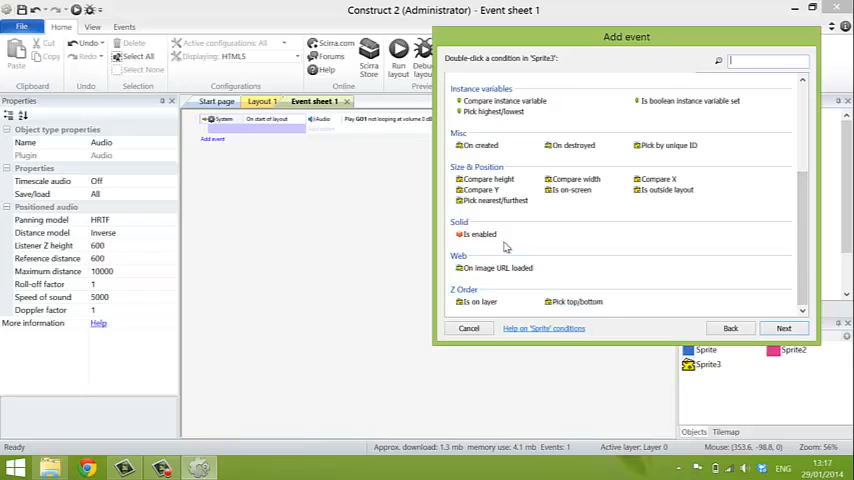 Construct 2 (Administrator) - Event sheet 1
File
Home
View
Events
Paste
Cut
Copy
Clipboard
Undo
Redo
Undo
Delete
Select All
Select None
Selection
Active configurations: All
Displaying: HTML5
Configurations
Scirra.com
Forums
Help
Online
Scirra
Store
Run
layout
Debug
layout
Add event
Double-click a condition in 'Sprite3':
Instance variables
Compare instance variable
Is boolean instance variable set
Pick highest/lowest
Misc
On created
On destroyed
Pick by unique ID
Size & Position
Compare height
Compare width
Compare X
Compare Y
Is on-screen
Is outside layout
Pick nearest/furthest
Solid
Is enabled
Web
On image URL loaded
Z Order
Is on layer
Pick top/bottom
Cancel
Help on 'Sprite' conditions
Back
Next
Properties
Object type properties
Name Audio
Plugin Audio
Properties
Timescale audio Off
Save/load All
Positioned audio
Panning model HRTF
Distance model Inverse
Listener Z height 600
Reference distance 600
Maximum distance 10000
Roll-off factor 1
Speed of sound 5000
Doppler factor 1
More information Help
Start page
Layout 1
Event sheet 1
System
On start of layout
Audio
Add action
Add event
Sprite
Sprite2
Sprite3
Objects
Tilemap
Ready
Approx. download: 1.3 mb
memory use: 4.1 mb
Events: 1
Active layer: Layer 0
Mouse: (353.6, -98.8, 0)
Zoom: 56%
ENG
13:17
29/01/2014